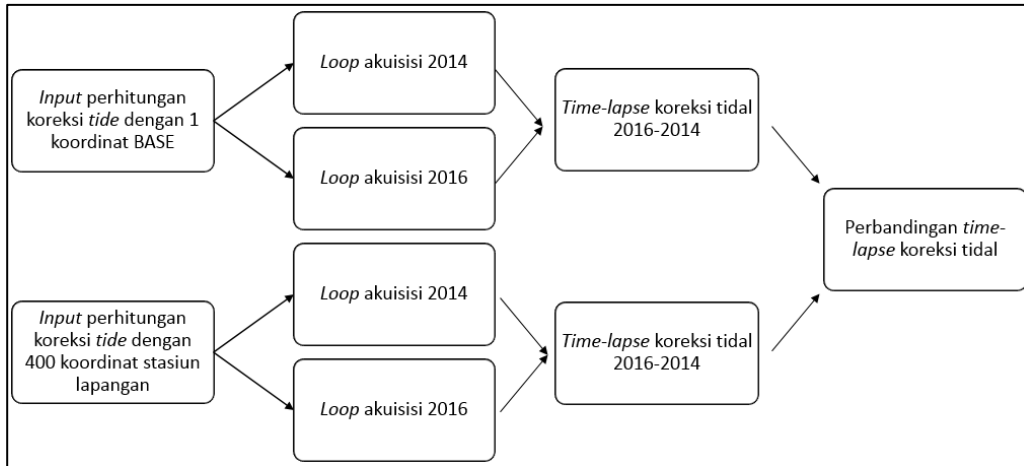 Input perhitungan
koreksi tide dengan 1
koordinat BASE
Loop akuisisi 2014
Loop akuisisi 2016
Time-lapse koreksi tidal
2016-2014
Input perhitungan
koreksi tide dengan
400 koordinat stasiun
lapangan
Loop akuisisi 2014
Loop akuisisi 2016
Time-lapse koreksi tidal
2016-2014
Perbandingan time-
lapse koreksi tidal